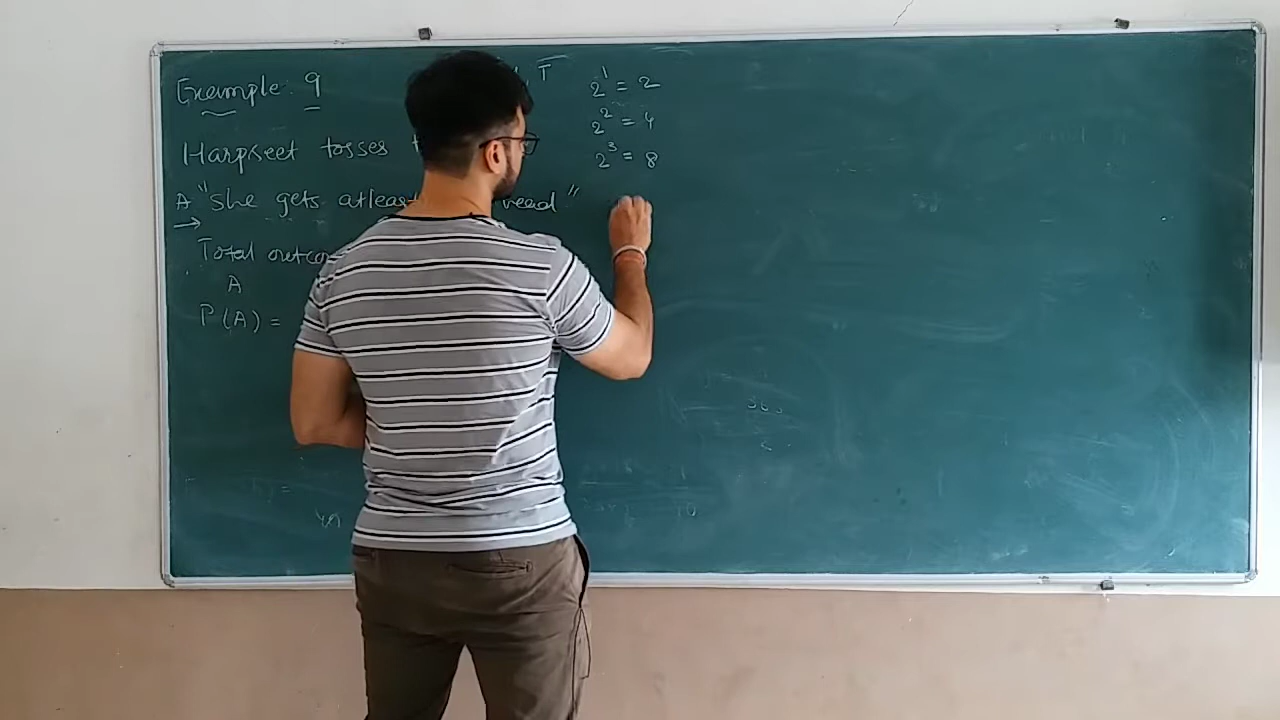 Example: 9
T
2¹ = 2
2² = 4
Harpreet tosses
2³ = 8
A "she gets atleast head"
Total outco
A
P(A) =